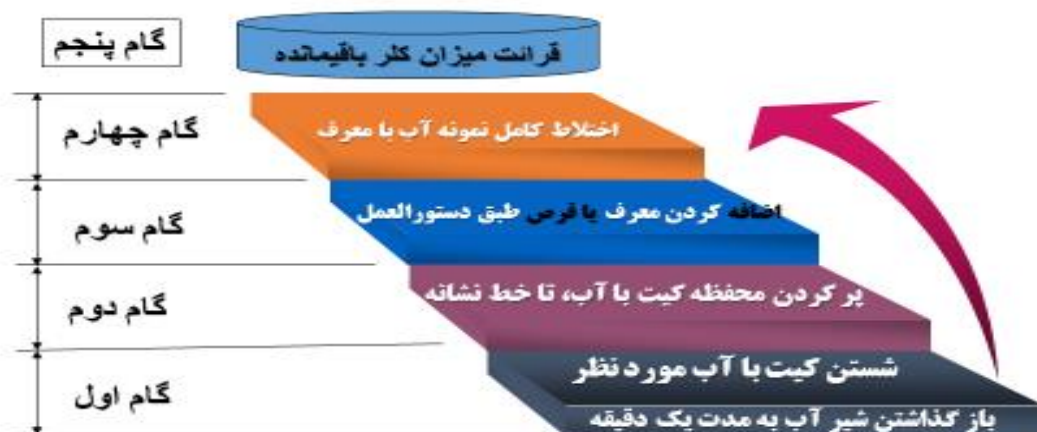 گام پنجم
قرائت میزان کلر باقیمانده
گام چهارم
اختلاط کامل نمونه آب با معرف
گام سوم
اضافه کردن معرف یا قرص طبق دستورالعمل
گام دوم
پر کردن محفظه کیت با آب، تا خط نشانه
گام اول
شستن کیت با آب مورد نظر
باز گذاشتن شیر آب به مدت یک دقیقه